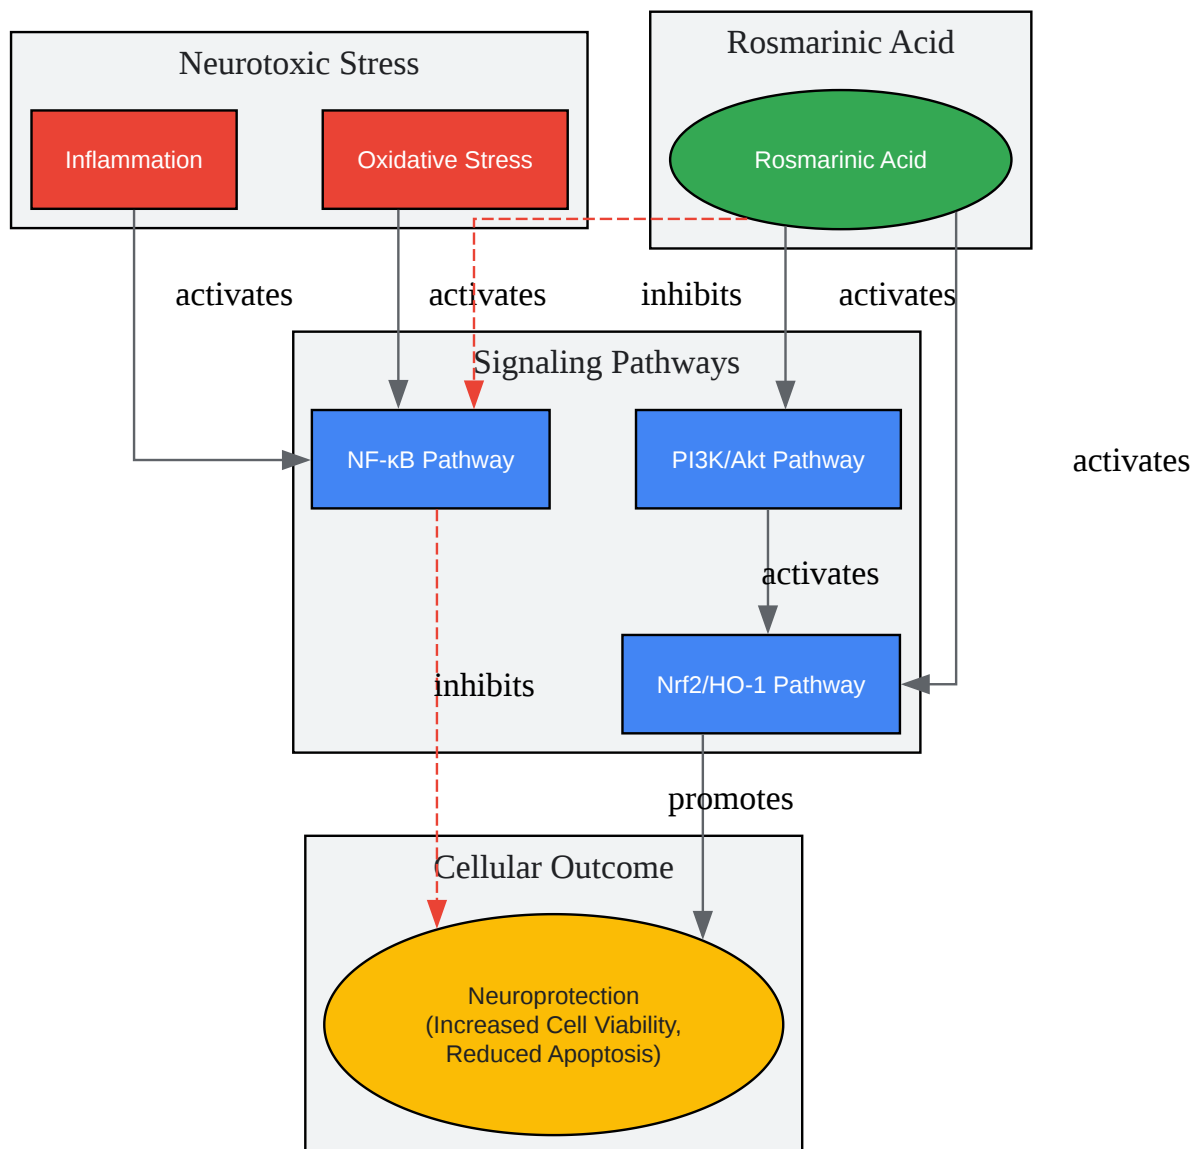 Rosmarinic Acid
Neurotoxic Stress
Inflammation
Oxidative Stress
Rosmarinic Acid
activates
activates
inhibits
activates
Signaling Pathways
NF-κB Pathway
PI3K/Akt Pathway
activates
activates
inhibits
Nrf2/HO-1 Pathway
promotes
Cellular Outcome
Neuroprotection
(Increased Cell Viability,
Reduced Apoptosis)